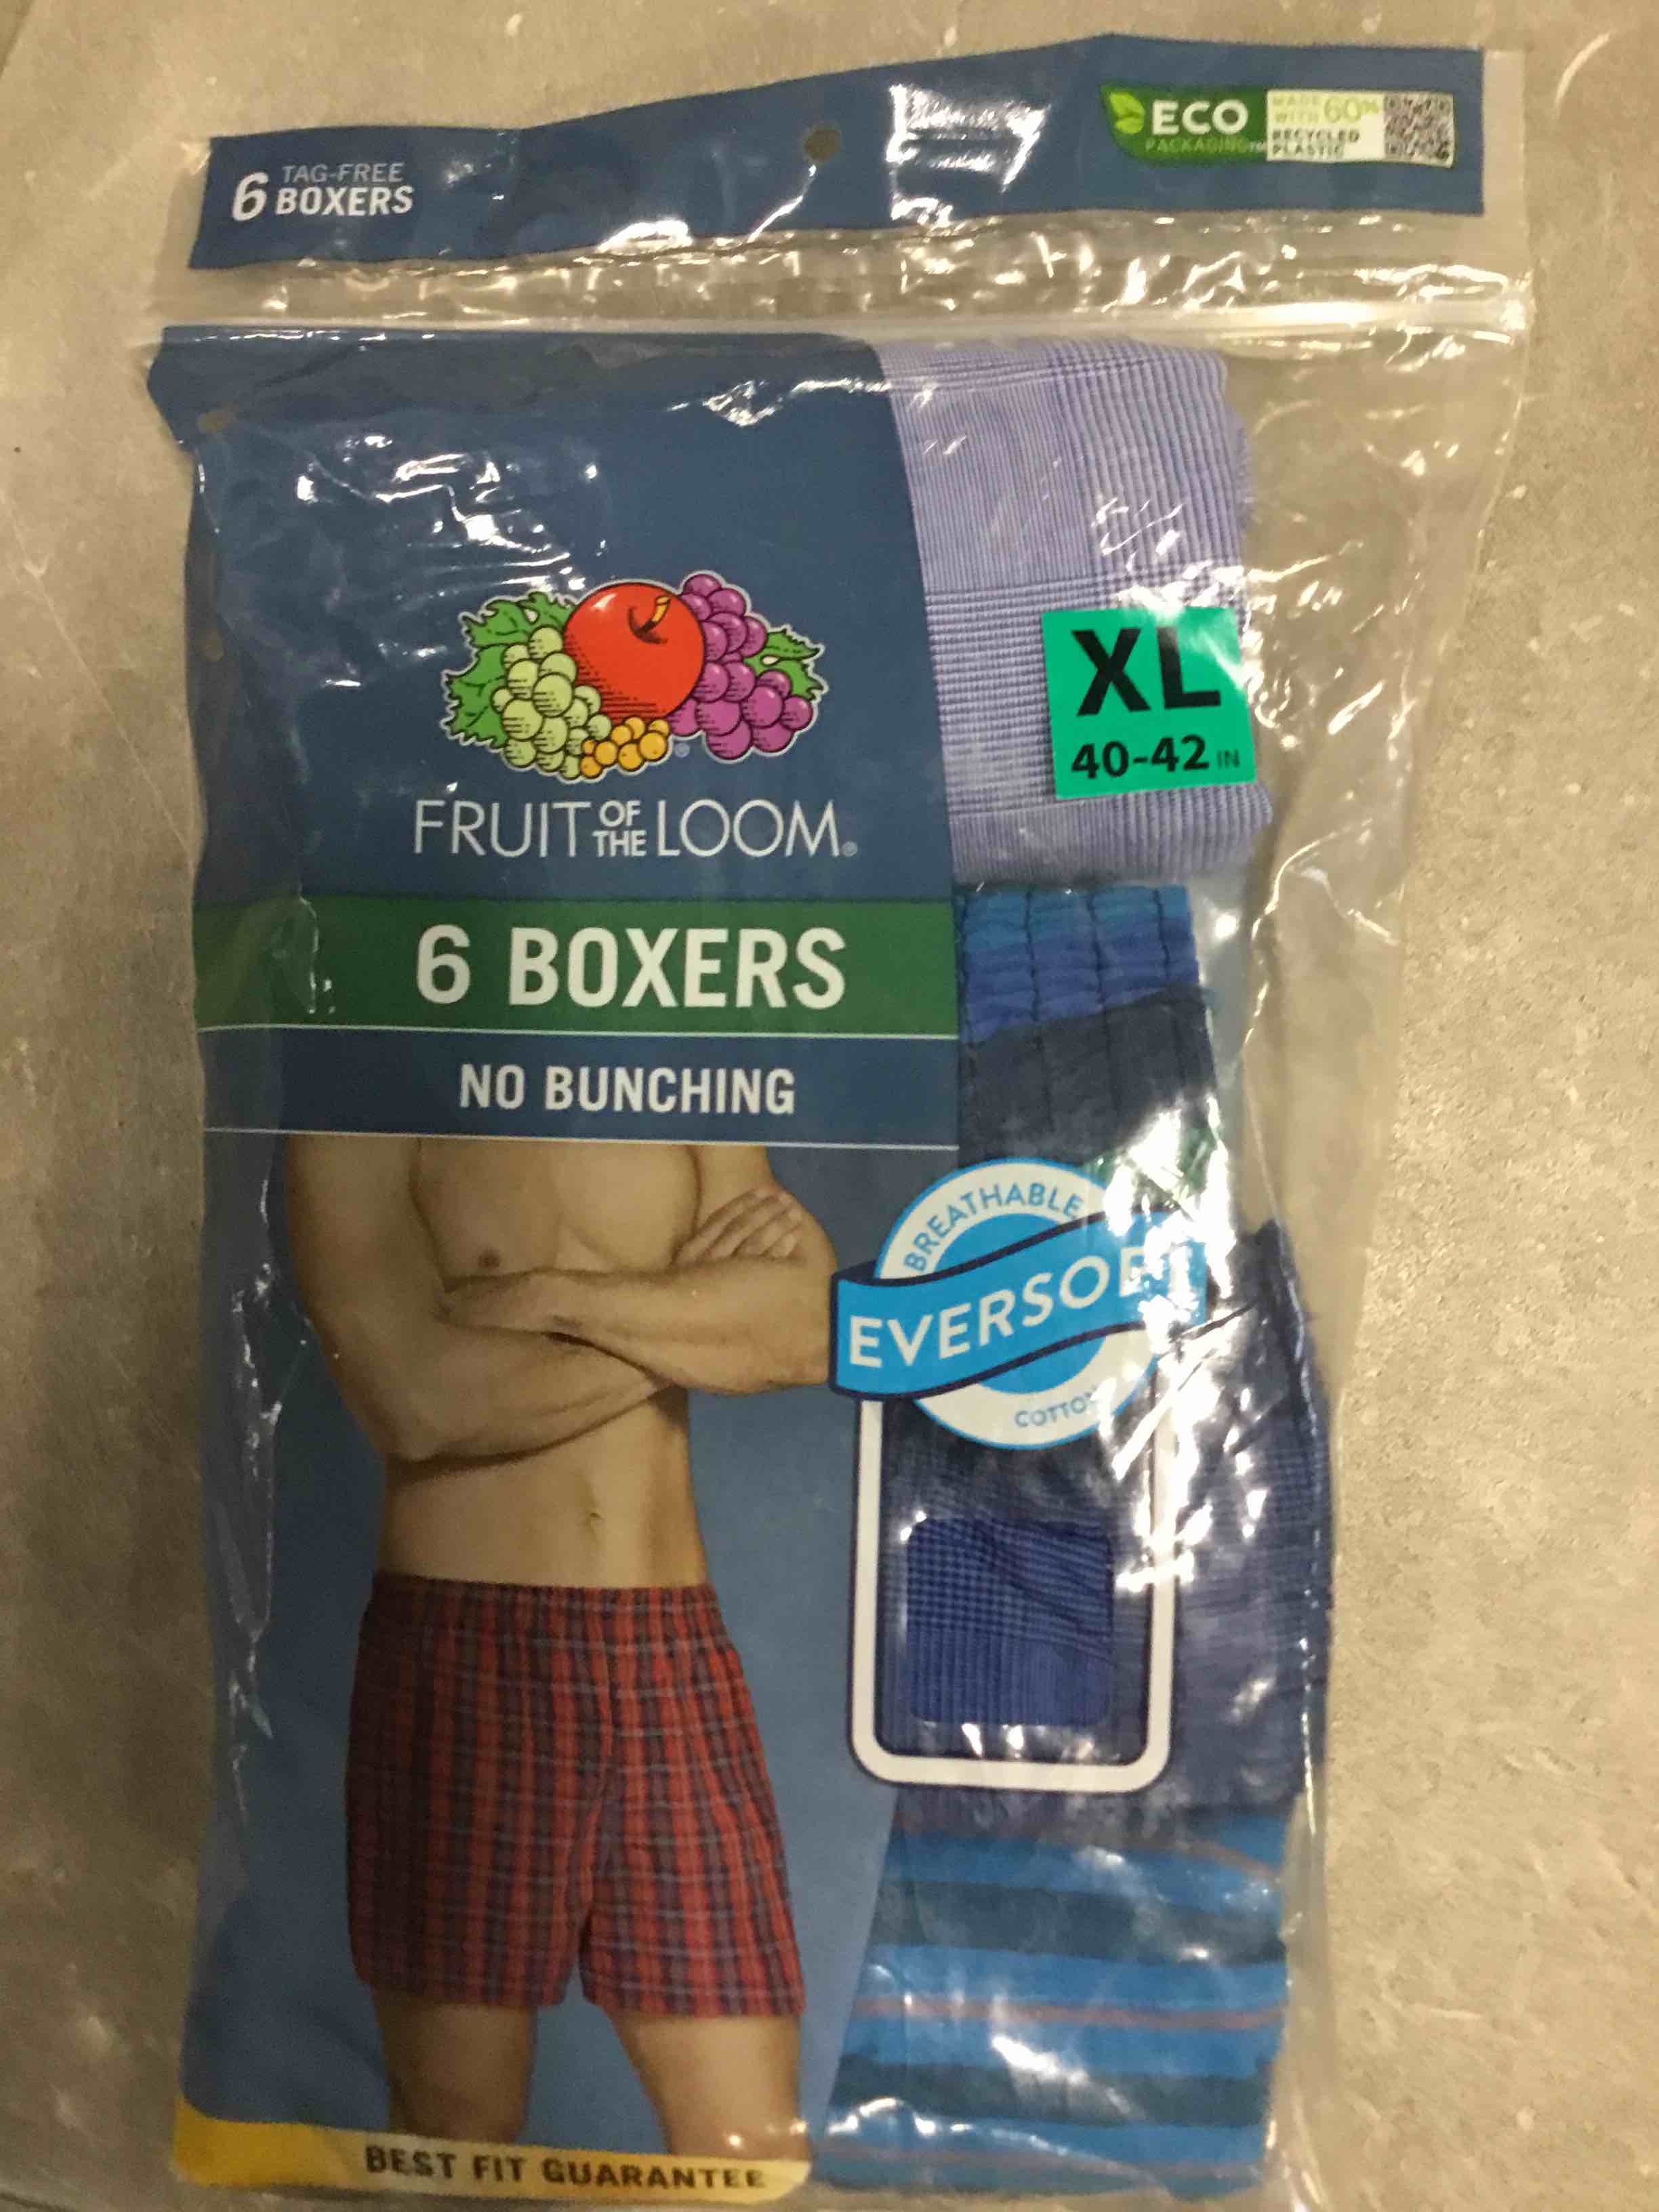 6 TAG-FREE
BOXERS
ECO
PACKAGING™
MADE
WITH 60%
RECYCLED
PLASTIC
XL
40-42 IN
FRUIT OF THE LOOM®
6 BOXERS
NO BUNCHING
BREATHABLE
EVERSOFT
COTTON
BEST FIT GUARANTEE